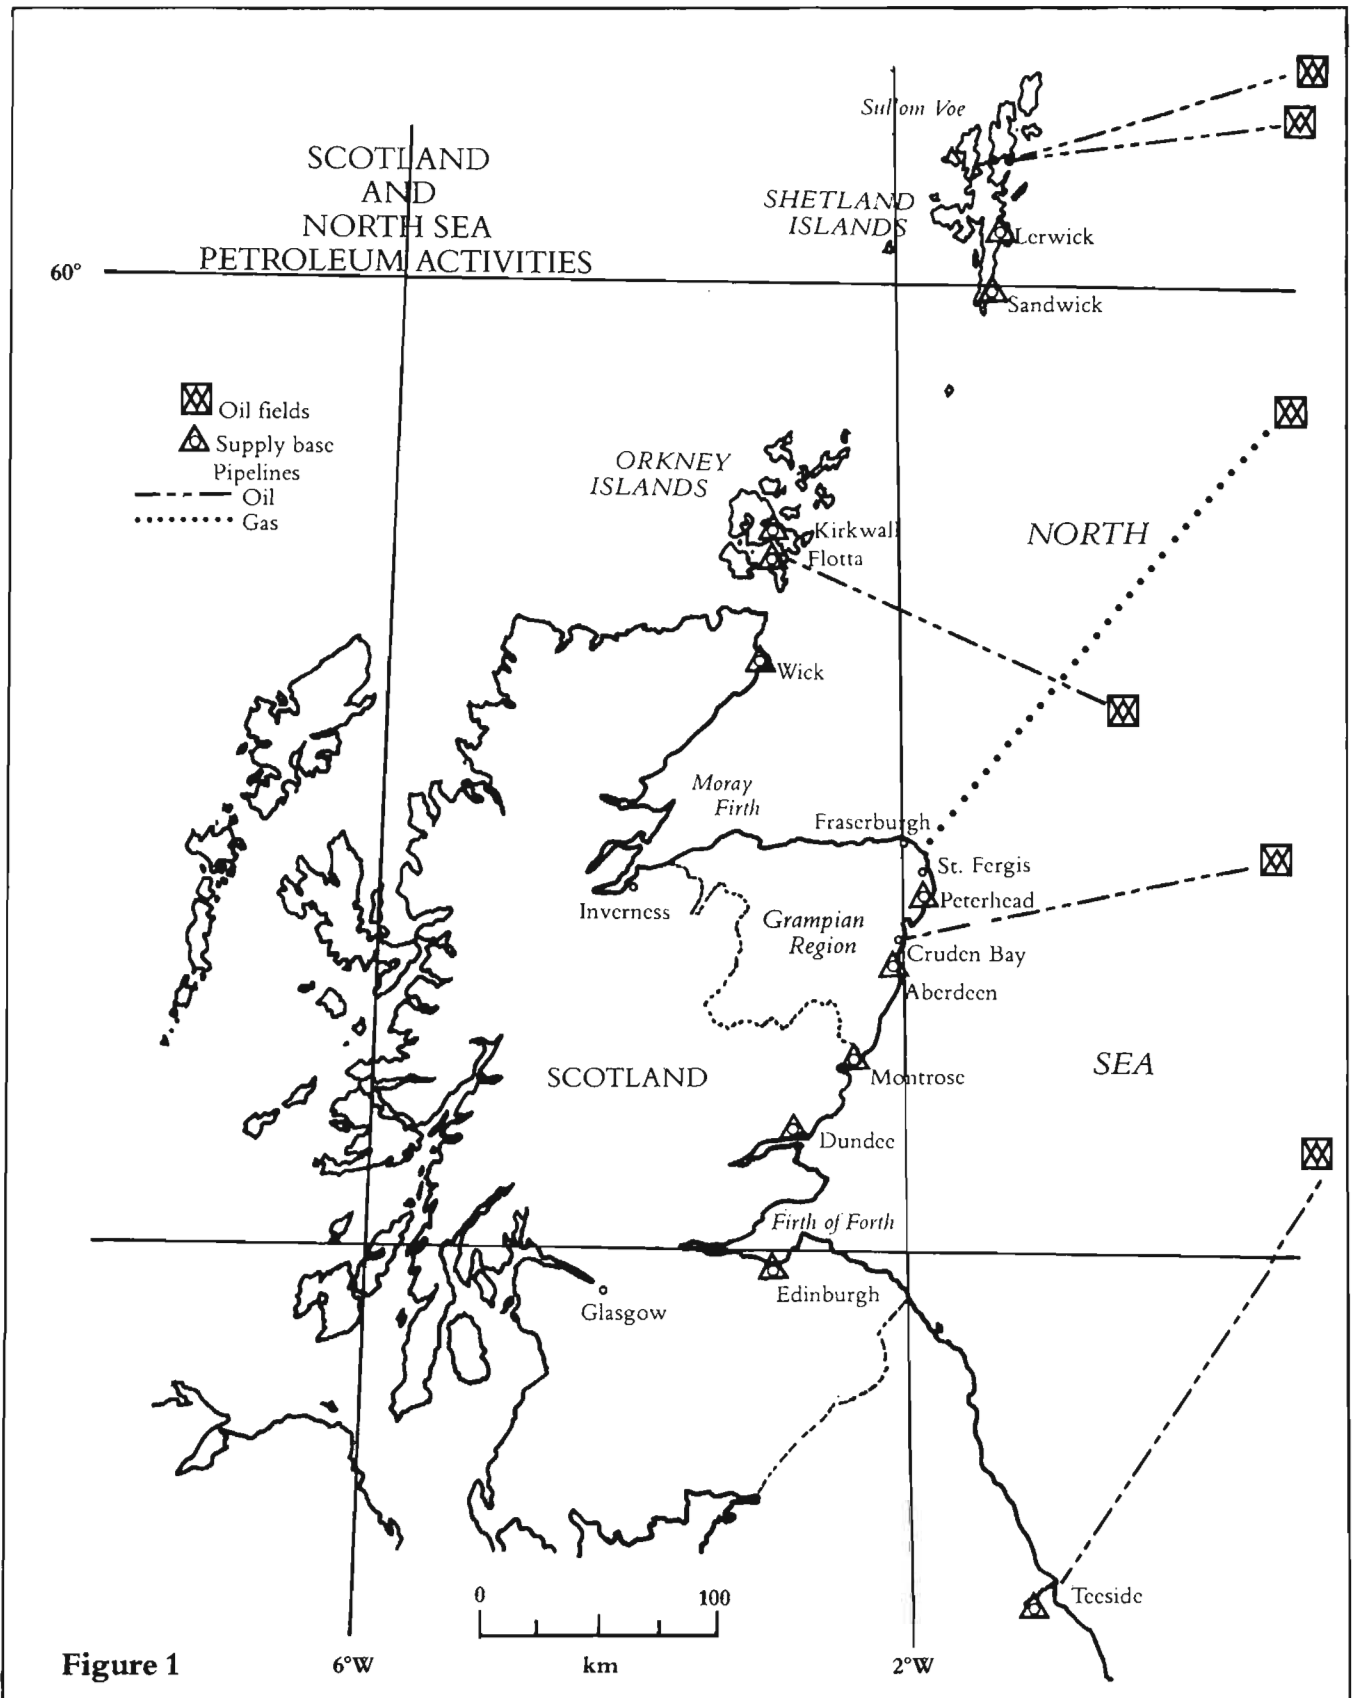 Sullom Voe
SCOTLAND
AND
NORTH SEA
PETROLEUM ACTIVITIES
SHETLAND
ISLANDS
Lerwick
60°
Sandwick
Oil fields
Supply base
Pipelines
Oil
Gas
ORKNEY
ISLANDS
Kirkwall
Flotta
NORTH
Wick
Moray
Firth
Fraserburgh
St. Fergis
Peterhead
Inverness
Grampian
Region
Cruden Bay
Aberdeen
SCOTLAND
Montrose
SEA
Dundee
Firth of Forth
Edinburgh
Glasgow
Teeside
0 100
km
6°W
2°W
Figure 1